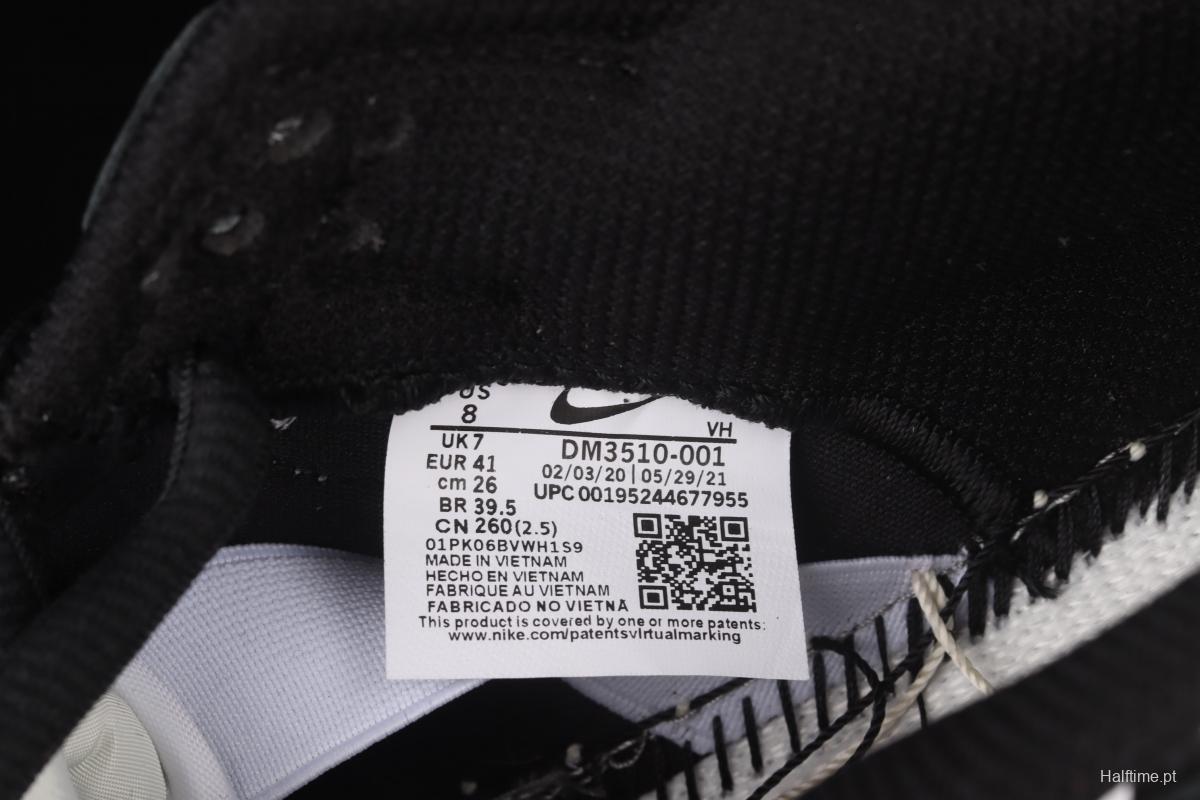 US
8
VH
UK 7
EUR 41
cm 26
BR 39.5
CN 260(2.5)
DM3510-001
02/03/20 | 05/29/21
UPC 00195244677955
01PK06BVWH1S9
MADE IN VIETNAM
HECHO EN VIETNAM
FABRIQUE AU VIETNAM
FABRICADO NO VIETNA
This product is covered by one or more patents:
www.nike.com/patentsvirtualmarking
Halftime.pt